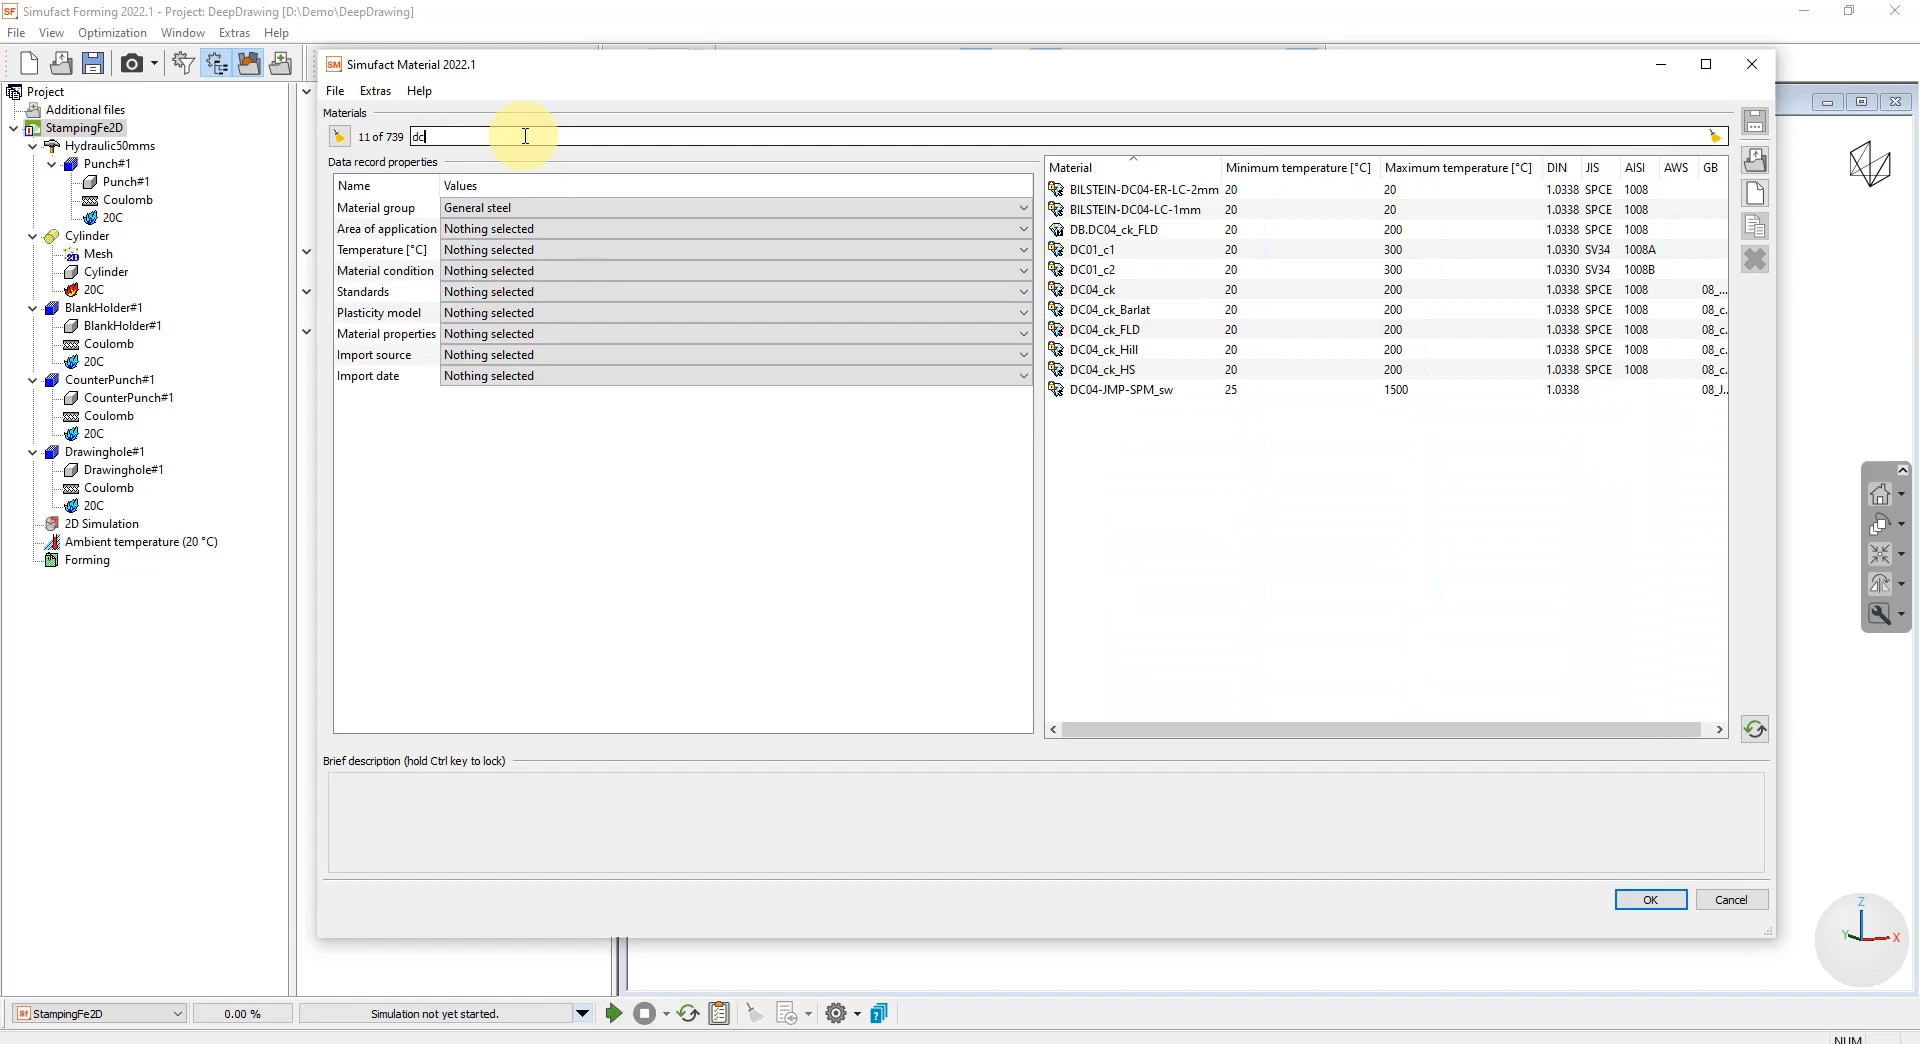 Simufact Forming 2022.1 - Project: DeepDrawing [D:\Demo\DeepDrawing]
File View Optimization Window Extras Help
Project
Additional files
StampingFe2D
Hydraulic50mms
Punch#1
Punch#1
Coulomb
20C
Cylinder
Mesh
Cylinder
20C
BlankHolder#1
BlankHolder#1
Coulomb
20C
CounterPunch#1
CounterPunch#1
Coulomb
20C
Drawinghole#1
Drawinghole#1
Coulomb
20C
2D Simulation
Ambient temperature (20 °C)
Forming
Simufact Material 2022.1
File Extras Help
Materials
11 of 739 dc
Data record properties
Name Values
Material group General steel
Area of application Nothing selected
Temperature [°C] Nothing selected
Material condition Nothing selected
Standards Nothing selected
Plasticity model Nothing selected
Material properties Nothing selected
Import source Nothing selected
Import date Nothing selected
Material Minimum temperature [°C] Maximum temperature [°C] DIN JIS AISI AWS GB
BILSTEIN-DC04-ER-LC-2mm 20 20 1.0338 SPCE 1008
BILSTEIN-DC04-LC-1mm 20 20 1.0338 SPCE 1008
DB.DC04_ck_FLD 20 200 1.0338 SPCE 1008
DC01_c1 20 300 1.0330 SV34 1008A
DC01_c2 20 300 1.0330 SV34 1008B
DC04_ck 20 200 1.0338 SPCE 1008 08_...
DC04_ck_Barlat 20 200 1.0338 SPCE 1008 08_c.
DC04_ck_FLD 20 200 1.0338 SPCE 1008 08_c.
DC04_ck_Hill 20 200 1.0338 SPCE 1008 08_c.
DC04_ck_HS 20 200 1.0338 SPCE 1008 08_c.
DC04-JMP-SPM_sw 25 1500 1.0338 08_J..
Brief description (hold Ctrl key to lock)
OK Cancel
Z
Y X
StampingFe2D 0.00 % Simulation not yet started.
NUM